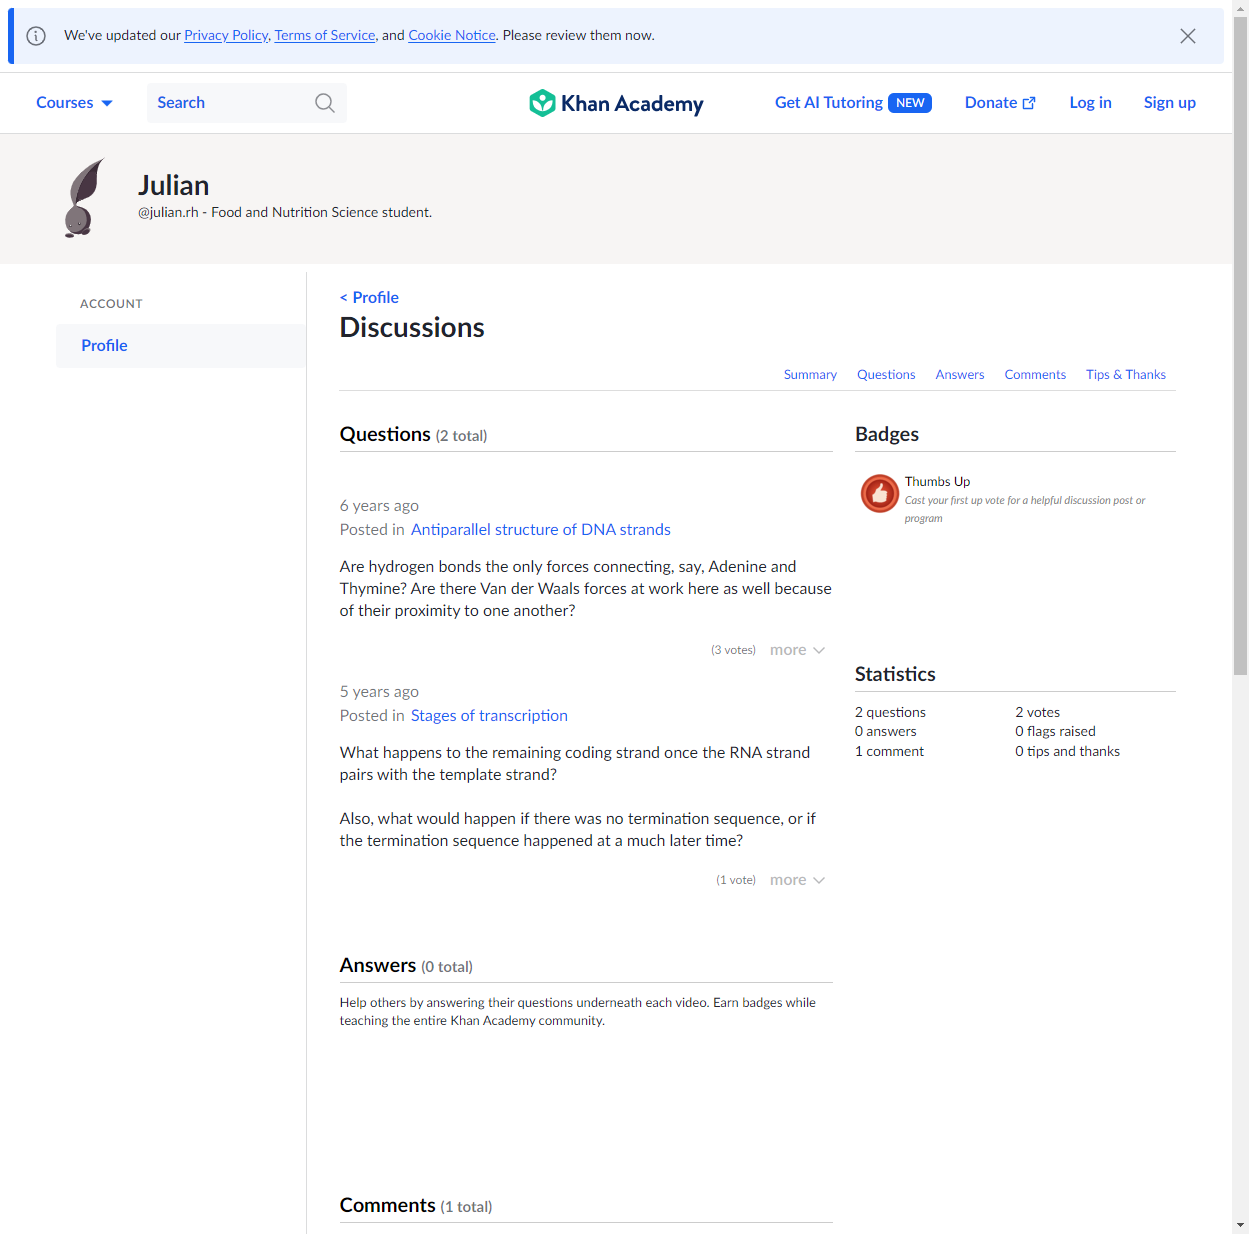 We've updated our Privacy Policy, Terms of Service, and Cookie Notice. Please review them now.
Courses
Search
Khan Academy
Get AI Tutoring NEW
Donate
Log in
Sign up
Julian
@julian.rh - Food and Nutrition Science student.
ACCOUNT
Profile
< Profile
Discussions
Summary
Questions
Answers
Comments
Tips & Thanks
Questions (2 total)
6 years ago
Posted in Antiparallel structure of DNA strands
Are hydrogen bonds the only forces connecting, say, Adenine and
Thymine? Are there Van der Waals forces at work here as well because
of their proximity to one another?
(3 votes) more
5 years ago
Posted in Stages of transcription
What happens to the remaining coding strand once the RNA strand
pairs with the template strand?
Also, what would happen if there was no termination sequence, or if
the termination sequence happened at a much later time?
(1 vote) more
Answers (0 total)
Help others by answering their questions underneath each video. Earn badges while
teaching the entire Khan Academy community.
Comments (1 total)
Badges
Thumbs Up
Cast your first up vote for a helpful discussion post or
program
Statistics
2 questions
2 votes
0 answers
0 flags raised
1 comment
0 tips and thanks